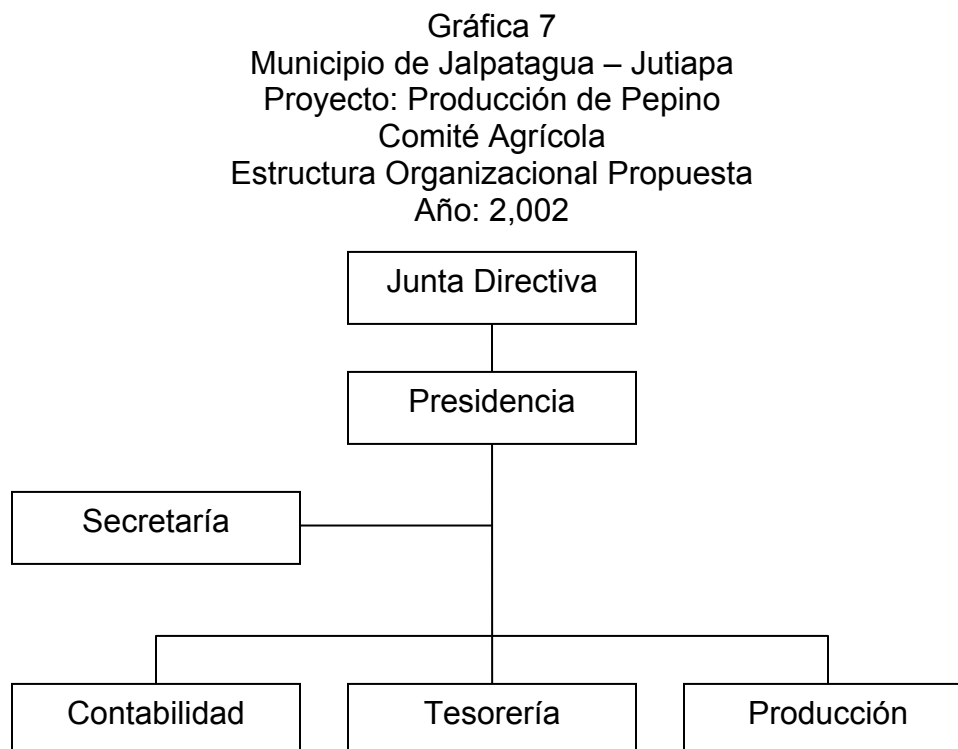 Gráfica 7
Municipio de Jalpatagua – Jutiapa
Proyecto: Producción de Pepino
Comité Agrícola
Estructura Organizacional Propuesta
Año: 2,002
Junta Directiva
Presidencia
Secretaría
Contabilidad
Tesorería
Producción